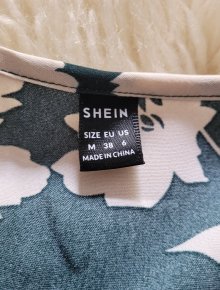 SHEIN
SIZE EU US
M 38 6
MADE IN CHINA